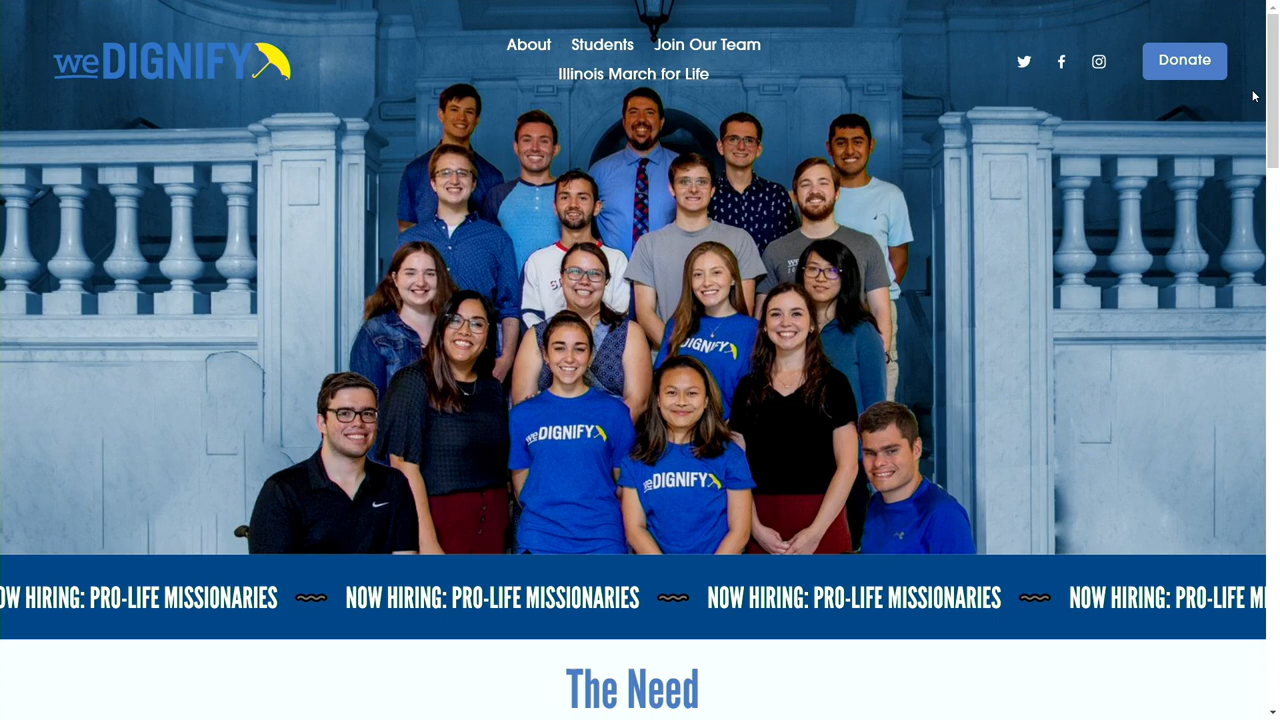 weDIGNIFY
About Students Join Our Team
Illinois March for Life
Donate
weDIGNIFY
weDIGNIFY
weDIGNIFY
OW HIRING: PRO-LIFE MISSIONARIES NOW HIRING: PRO-LIFE MISSIONARIES NOW HIRING: PRO-LIFE MISSIONARIES NOW HIRING: PRO-LIFE MI
The Need